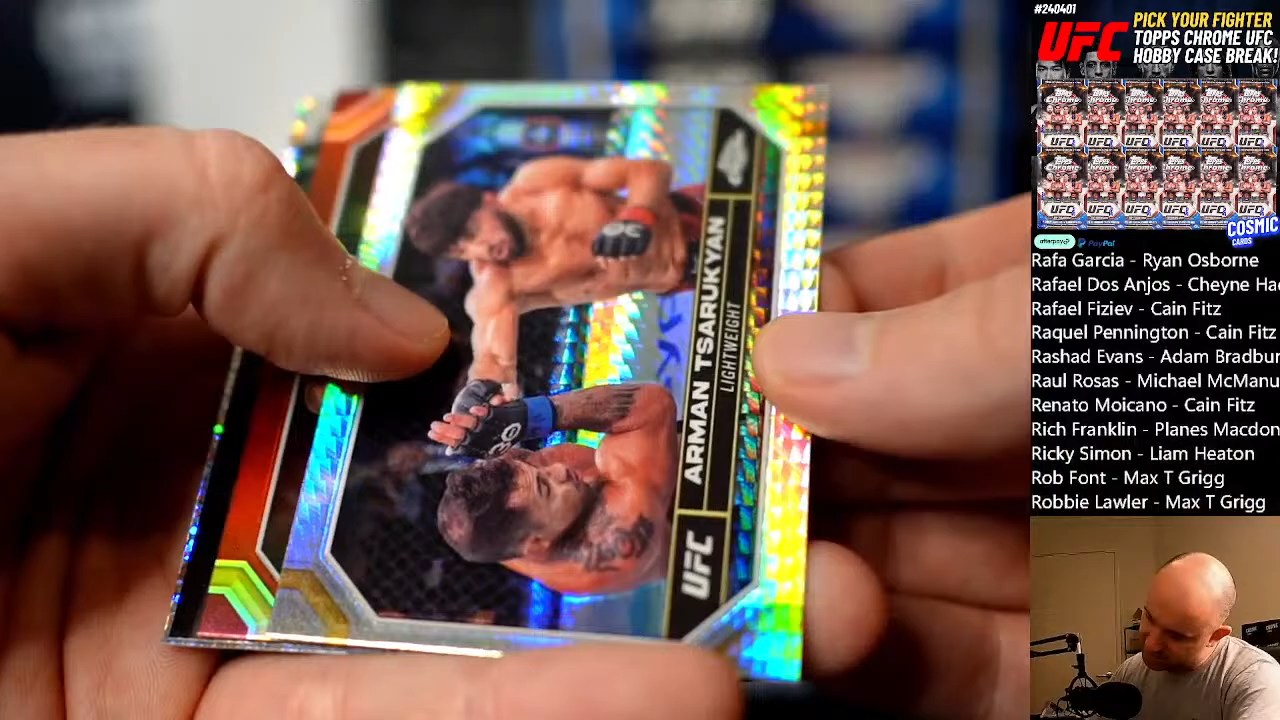 #240401
UFC
PICK YOUR FIGHTER
TOPPS CHROME UFC
HOBBY CASE BREAK!
COSMIC
CARDS
afterpay
PayPal
Rafa Garcia - Ryan Osborne
Rafael Dos Anjos - Cheyne Ha
Rafael Fiziev - Cain Fitz
Raquel Pennington - Cain Fitz
Rashad Evans - Adam Bradbur
Raul Rosas - Michael McManu
Renato Moicano - Cain Fitz
Rich Franklin - Planes Macdon
Ricky Simon - Liam Heaton
Rob Font - Max T Grigg
Robbie Lawler - Max T Grigg
UFC
ARMAN TSARUKYAN
LIGHTWEIGHT